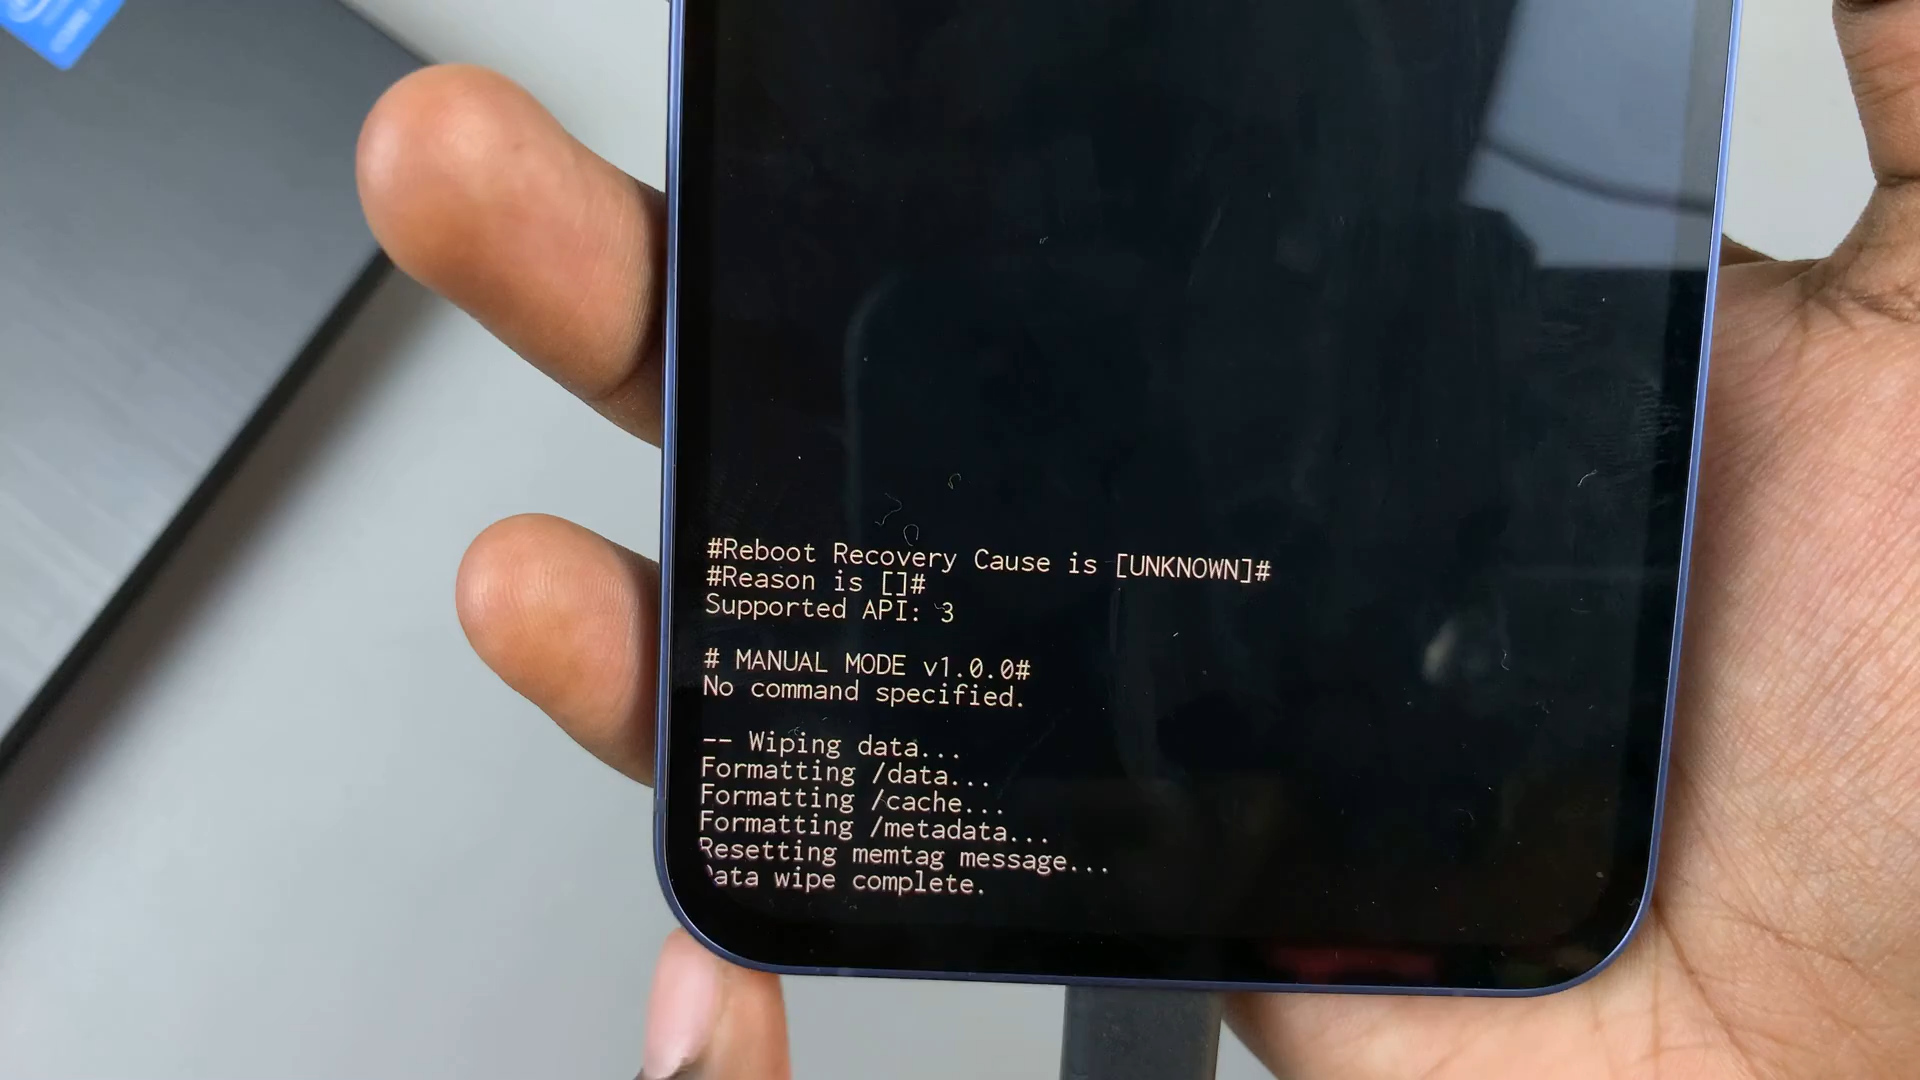 #Reboot Recovery Cause is [UNKNOWN]#
#Reason is []#
Supported API: 3
# MANUAL MODE v1.0.0#
No command specified.
-- Wiping data...
Formatting /data...
Formatting /cache...
Formatting /metadata...
Resetting memtag message...
Data wipe complete.